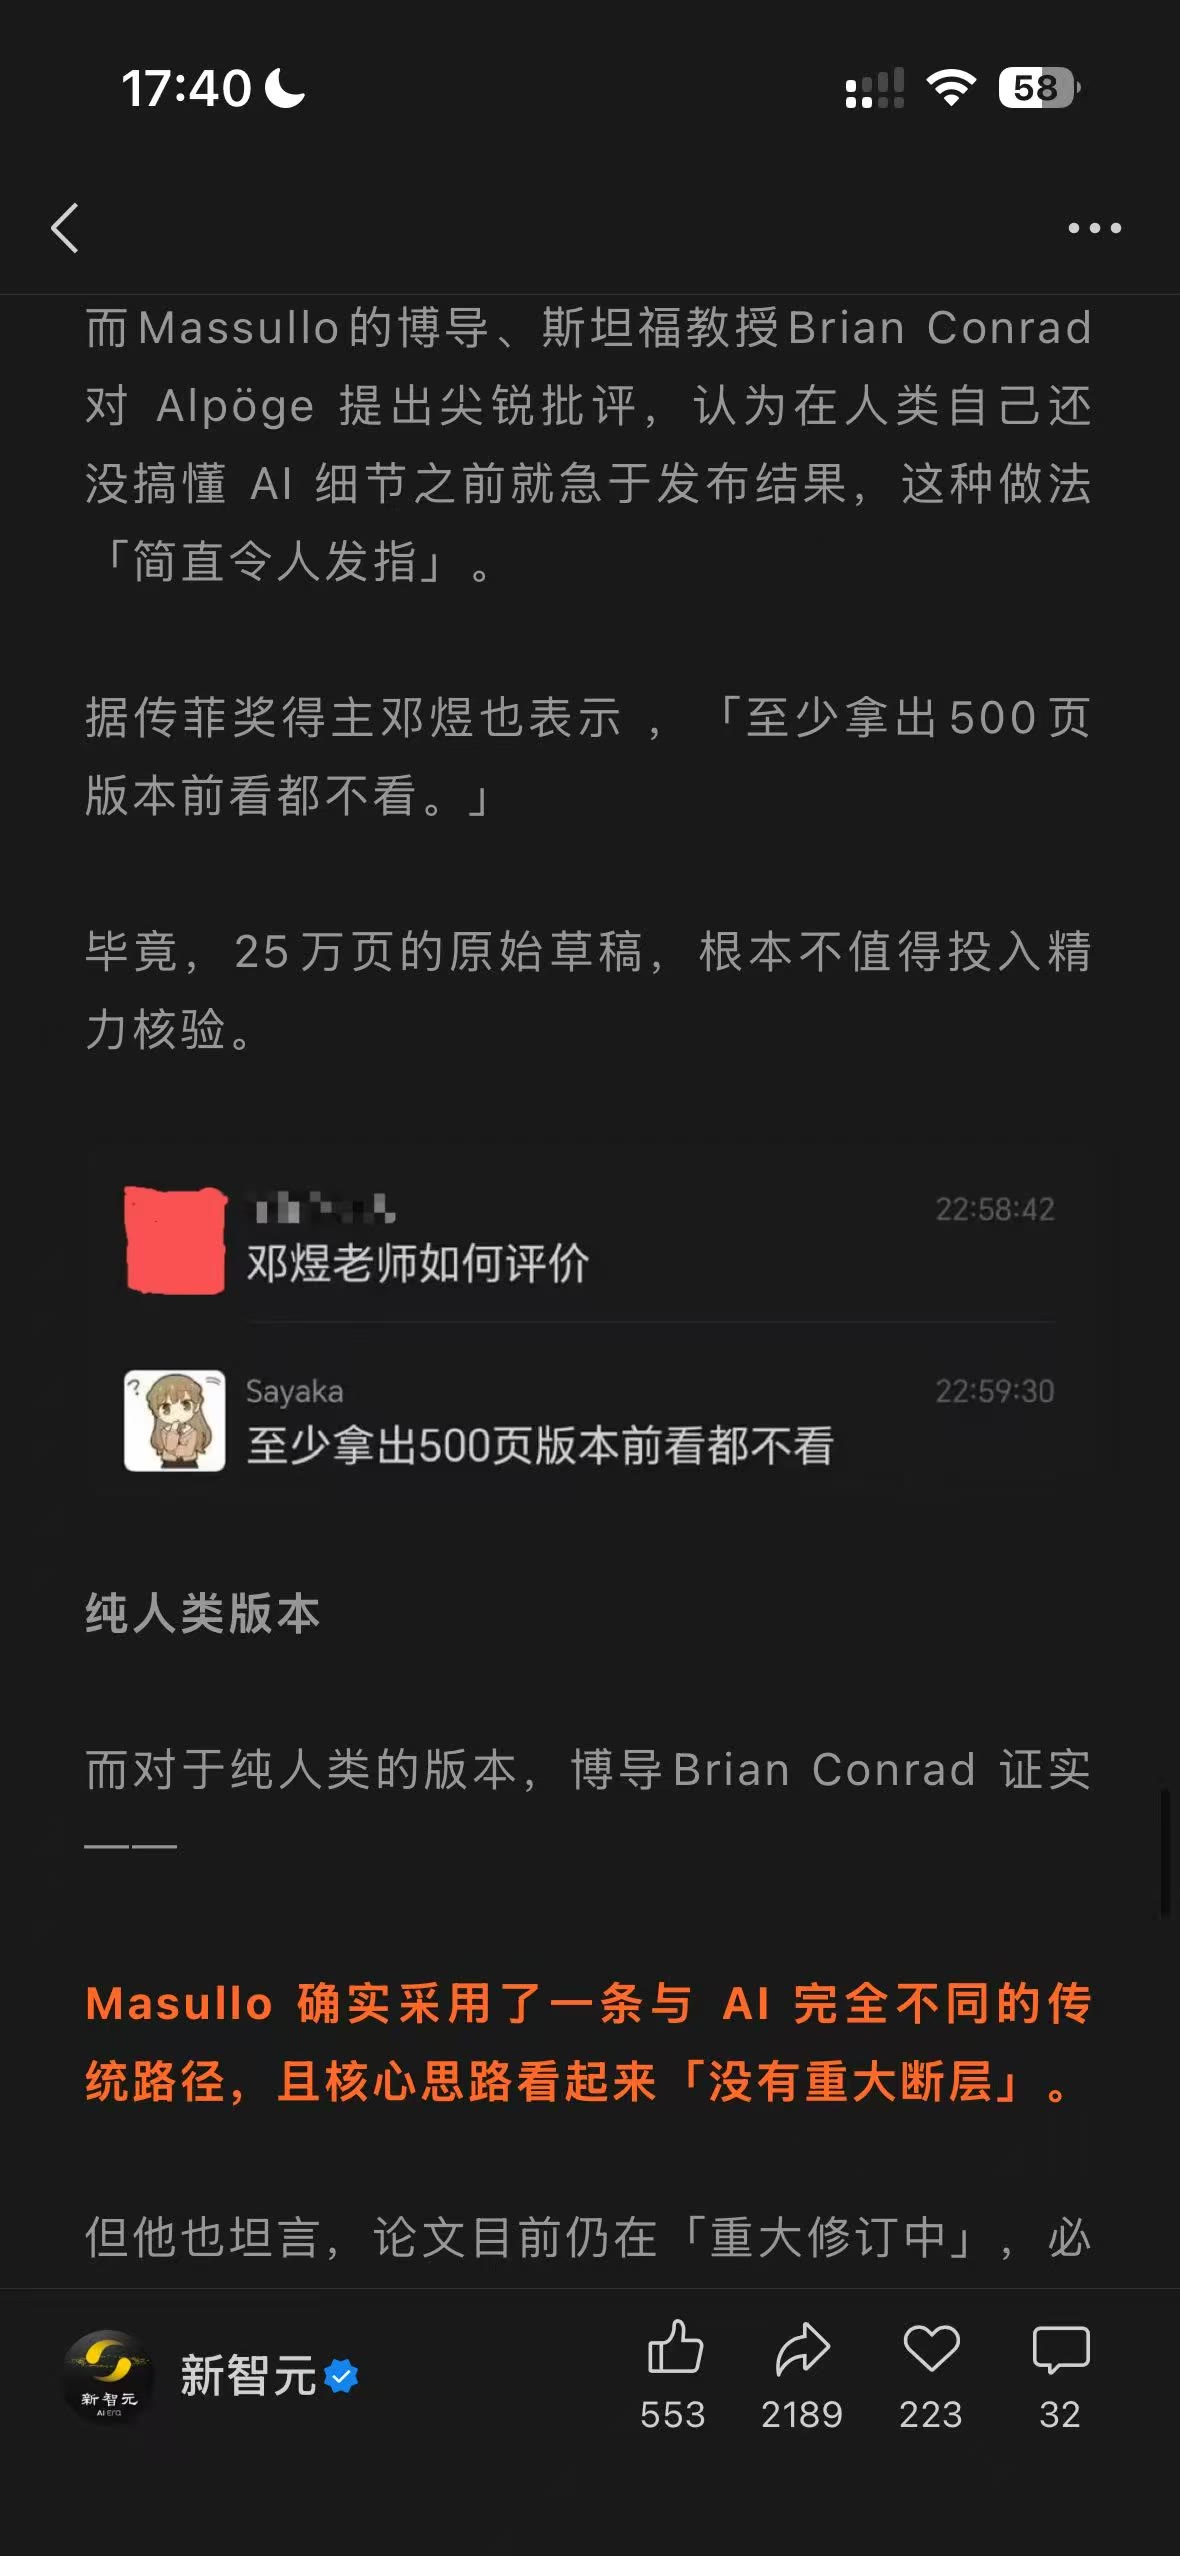 17:40
58
而Massullo的博导、斯坦福教授Brian Conrad
对 Alpöge 提出尖锐批评，认为在人类自己还
没搞懂 AI 细节之前就急于发布结果，这种做法
「简直令人发指」。
据传菲奖得主邓煜也表示，「至少拿出500页
版本前看都不看。」
毕竟，25万页的原始草稿，根本不值得投入精
力核验。
22:58:42
邓煜老师如何评价
Sayaka
22:59:30
至少拿出500页版本前看都不看
纯人类版本
而对于纯人类的版本，博导Brian Conrad 证实
——
Masullo 确实采用了一条与 AI 完全不同的传
统路径，且核心思路看起来「没有重大断层」。
但他也坦言，论文目前仍在「重大修订中」，必
新智元
AI era
新智元
553
2189
223
32